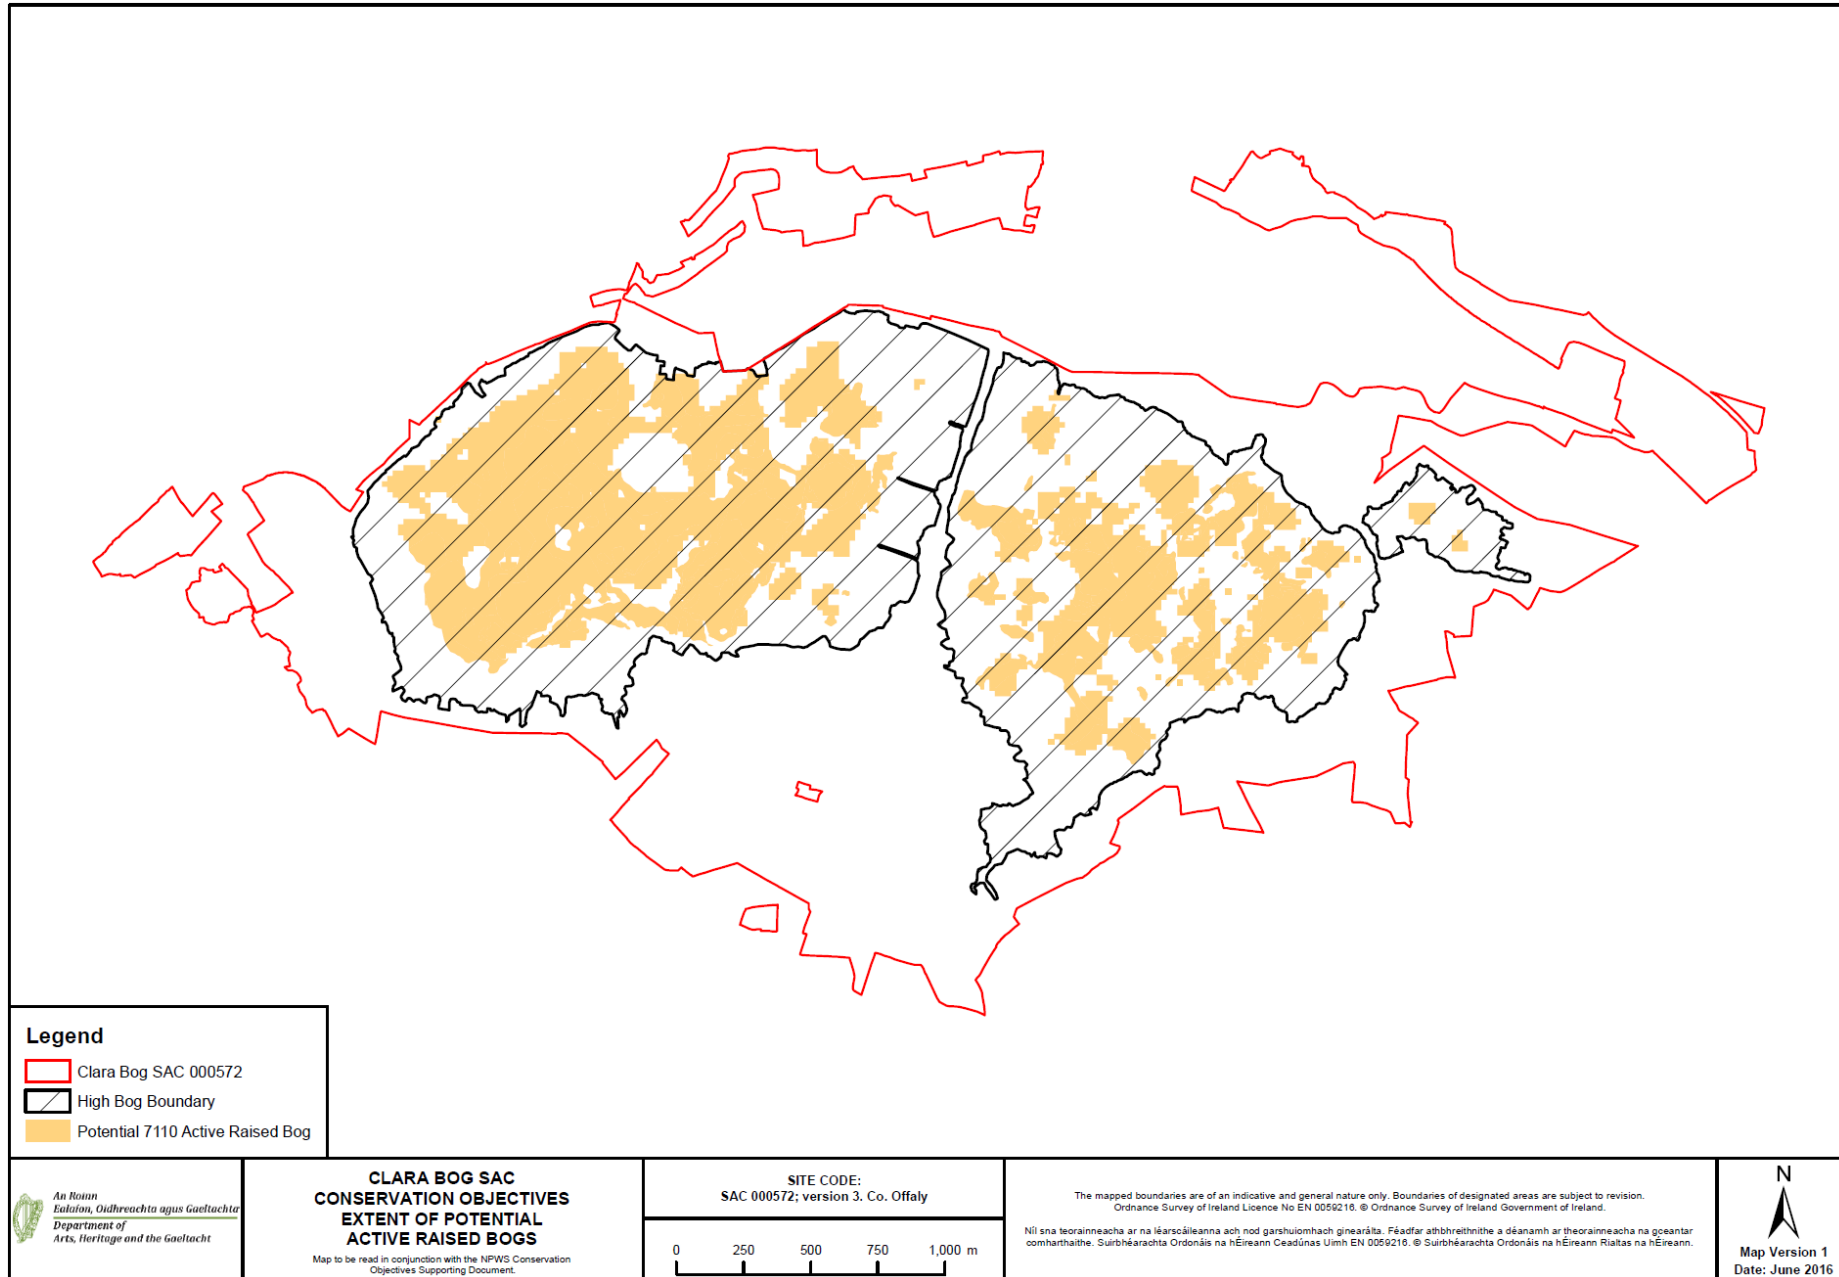 Legend
Clara Bog SAC 000572
High Bog Boundary
Potential 7110 Active Raised Bog
An Roinn
Ealaíon, Oidhreachta agus Gaeltachta
Department of
Arts, Heritage and the Gaeltacht
CLARA BOG SAC
CONSERVATION OBJECTIVES
EXTENT OF POTENTIAL
ACTIVE RAISED BOGS
Map to be read in conjunction with the NPWS Conservation
Objectives Supporting Document.
SITE CODE:
SAC 000572; version 3. Co. Offaly
0 250 500 750 1,000 m
The mapped boundaries are of an indicative and general nature only. Boundaries of designated areas are subject to revision.
Ordnance Survey of Ireland Licence No EN 0059216. © Ordnance Survey of Ireland Government of Ireland.
Níl sna teorainneacha ar na léarscáileanna ach nod garshuiomhach ginearálta. Féadfar athbhreithnithe a déanamh ar theorainneacha na gceantar
comharthaithe. Suirbhéarachta Ordonáis na hÉireann Ceadúnas Uimh EN 0059216. © Suirbhéarachta Ordonáis na hÉireann Rialtas na hÉireann.
N
Map Version 1
Date: June 2016